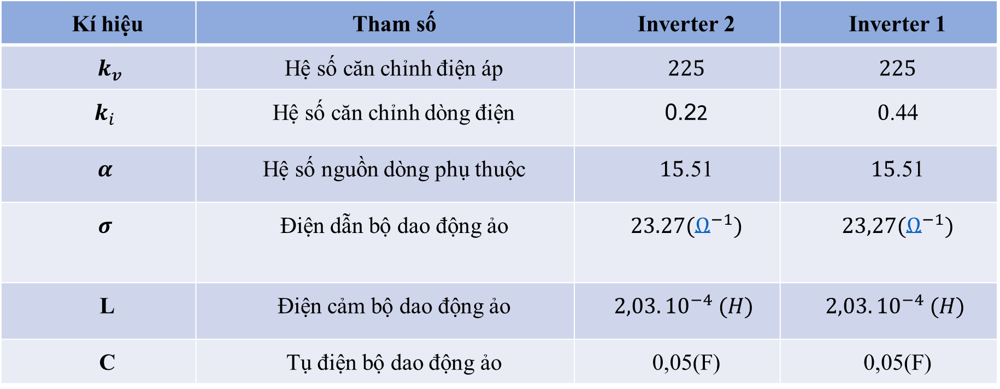 Kí hiệu Tham số Inverter 2 Inverter 1
k_v Hệ số căn chỉnh điện áp 225 225
k_i Hệ số căn chỉnh dòng điện 0.22 0.44
α Hệ số nguồn dòng phụ thuộc 15.51 15.51
σ Điện dẫn bộ dao động ảo 23.27(Ω⁻¹) 23,27(Ω⁻¹)
L Điện cảm bộ dao động ảo 2,03. 10⁻⁴ (H) 2,03. 10⁻⁴ (H)
C Tụ điện bộ dao động ảo 0,05(F) 0,05(F)